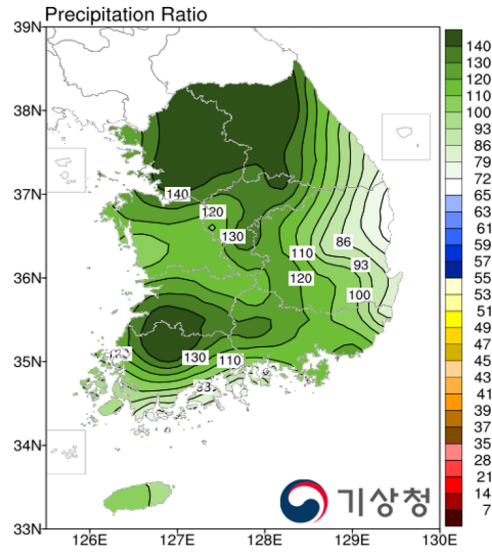 Precipitation Ratio
39N
38N
37N
36N
35N
34N
33N
126E
127E
128E
129E
130E
140
120
130
86
110
93
120
100
130
110
기상청
140
130
120
110
100
93
86
79
72
65
63
61
59
57
55
55
53
51
49
47
45
45
43
41
39
37
35
28
21
14
7